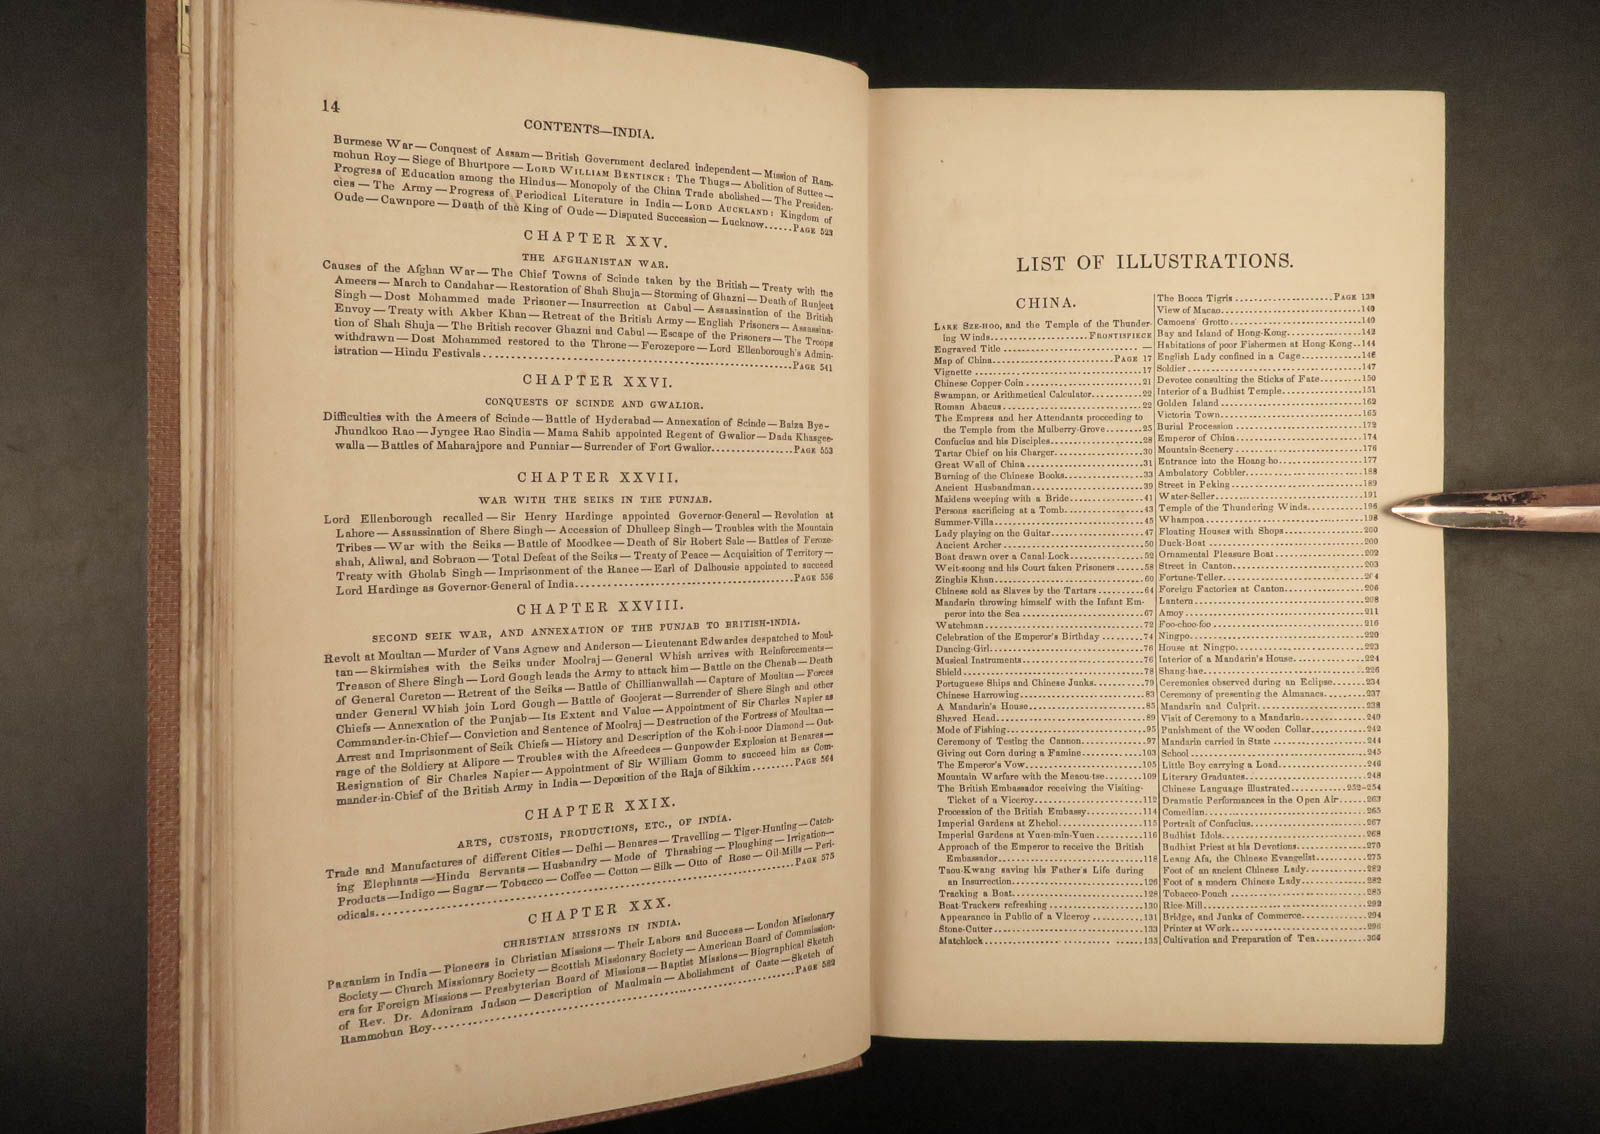 14
CONTENTS—INDIA.
Burmese War—Conquest of Assam—British Government declared independent—Mission of Ram-
mohun Roy—Siege of Bhurtpore—LORD WILLIAM BENTINCK: The Thugs—Abolition of Suttee—
Progress of Education among the Hindus—Monopoly of the China Trade abolished—The Presiden-
cies—The Army—Progress of Periodical Literature in India—LORD AUCKLAND: Kingdom of
Oude—Cawnpore—Death of the King of Oude—Disputed Succession—Lucknow......PAGE 523
CHAPTER XXV.
THE AFGHANISTAN WAR.
Causes of the Afghan War—The Chief Towns of Scinde taken by the British—Treaty with the
Ameers—March to Candahar—Restoration of Shah Shuja—Storming of Ghazni—Death of Runjeet
Singh—Dost Mohammed made Prisoner—Insurrection at Cabul—Assassination of the British
Envoy—Treaty with Akber Khan—Retreat of the British Army—English Prisoners—Assassina-
tion of Shah Shuja—The British recover Ghazni and Cabul—Escape of the Prisoners—The Troops
withdrawn—Dost Mohammed restored to the Throne—Ferozepore—Lord Ellenborough's Admin-
istration—Hindu Festivals......PAGE 541
CHAPTER XXVI.
CONQUESTS OF SCINDE AND GWALIOR.
Difficulties with the Ameers of Scinde—Battle of Hyderabad—Annexation of Scinde—Baiza Bye—
Jhundkoo Rao—Jyngee Rao Sindia—Mama Sahib appointed Regent of Gwalior—Dada Khasgee-
walla—Battles of Maharajpore and Punniar—Surrender of Fort Gwalior......PAGE 553
CHAPTER XXVII.
WAR WITH THE SEIKS IN THE PUNJAB.
Lord Ellenborough recalled—Sir Henry Hardinge appointed Governor-General—Revolution at
Lahore—Assassination of Shere Singh—Accession of Dhulleep Singh—Troubles with the Mountain
Tribes—War with the Seiks—Battle of Moodkee—Death of Sir Robert Sale—Battles of Feroze-
shah, Aliwal, and Sobraon—Total Defeat of the Seiks—Treaty of Peace—Acquisition of Territory—
Treaty with Gholab Singh—Imprisonment of the Ranee—Earl of Dalhousie appointed to succeed
Lord Hardinge as Governor-General of India......PAGE 556
CHAPTER XXVIII.
SECOND SEIK WAR, AND ANNEXATION OF THE PUNJAB TO BRITISH-INDIA.
Revolt at Moultan—Murder of Vans Agnew and Anderson—Lieutenant Edwardes despatched to Moul-
tan—Skirmishes with the Seiks under Moolraj—General Whish arrives with Reinforcements—
Treason of Shere Singh—Lord Gough leads the Army to attack him—Battle on the Chenab—Death
of General Cureton—Retreat of the Seiks—Battle of Chillianwallah—Capture of Moultan—Forces
under General Whish join Lord Gough—Battle of Goojerat—Surrender of Shere Singh and other
Chiefs—Annexation of the Punjab—Its Extent and Value—Appointment of Sir Charles Napier as
Commander-in-Chief—Conviction and Sentence of Moolraj—Destruction of the Fortress of Moultan—
Arrest and Imprisonment of Seik Chiefs—History and Description of the Koh-i-noor Diamond—Out-
rage of the Soldiery at Alipore—Troubles with the Afreedees—Gunpowder Explosion at Benares—
Resignation of Sir Charles Napier—Appointment of Sir William Gomm to succeed him as Com-
mander-in-Chief of the British Army in India—Deposition of the Raja of Sikkim......PAGE 564
CHAPTER XXIX.
ARTS, CUSTOMS, PRODUCTIONS, ETC., OF INDIA.
Trade and Manufactures of different Cities—Delhi—Benares—Travelling—Tiger-Hunting—Catch-
ing Elephants—Hindu Servants—Husbandry—Mode of Thrashing—Ploughing—Irrigation—
Products—Indigo—Sugar—Tobacco—Coffee—Cotton—Silk—Otto of Rose—Oil-Mills—Peri-
odicals......PAGE 575
CHAPTER XXX.
CHRISTIAN MISSIONS IN INDIA.
Paganism in India—Pioneers in Christian Missions—Their Labors and Success—London Missionary
Society—Church Missionary Society—Scottish Missionary Society—American Board of Commission-
ers for Foreign Missions—Presbyterian Board of Missions—Baptist Missions—Biographical Sketch
of Rev. Dr. Adoniram Judson—Description of Maulmain—Abolishment of Caste—Sketch of
Rammohun Roy......PAGE 582
LIST OF ILLUSTRATIONS.
CHINA.
LAKE SZE-HOO, and the Temple of the Thunder-
ing Winds......FRONTISPIECE
Engraved Title......—
Map of China......PAGE 17
Vignette......17
Chinese Copper-Coin......21
Swampan, or Arithmetical Calculator......22
Roman Abacus......22
The Empress and her Attendants proceeding to
the Temple from the Mulberry-Grove......25
Confucius and his Disciples......28
Tartar Chief on his Charger......30
Great Wall of China......31
Burning of the Chinese Books......33
Ancient Husbandman......39
Maidens weeping with a Bride......41
Persons sacrificing at a Tomb......43
Summer-Villa......45
Lady playing on the Guitar......47
Ancient Archer......50
Boat drawn over a Canal-Lock......52
Weit-soong and his Court taken Prisoners......58
Zinghis Khan......60
Chinese sold as Slaves by the Tartars......64
Mandarin throwing himself with the Infant Em-
peror into the Sea......67
Watchman......72
Celebration of the Emperor's Birthday......74
Dancing-Girl......76
Musical Instruments......76
Shield......78
Portuguese Ships and Chinese Junks......79
Chinese Harrowing......83
A Mandarin's House......85
Shaved Head......89
Mode of Fishing......95
Ceremony of Testing the Cannon......97
Giving out Corn during a Famine......103
The Emperor's Vow......105
Mountain Warfare with the Meaou-tse......109
The British Embassador receiving the Visiting-
Ticket of a Viceroy......112
Procession of the British Embassy......114
Imperial Gardens at Zhehol......115
Imperial Gardens at Yuen-min-Yuen......116
Approach of the Emperor to receive the British
Embassador......118
Taou-Kwang saving his Father's Life during
an Insurrection......126
Tracking a Boat......128
Boat-Trackers refreshing......130
Appearance in Public of a Viceroy......131
Stone-Cutter......133
Matchlock......135
The Bocca Tigris......PAGE 138
View of Macao......140
Camoens' Grotto......140
Bay and Island of Hong-Kong......142
Habitations of poor Fishermen at Hong Kong..144
English Lady confined in a Cage......146
Soldier......147
Devotee consulting the Sticks of Fate......150
Interior of a Budhist Temple......151
Golden Island......162
Victoria Town......165
Burial Procession......172
Emperor of China......174
Mountain-Scenery......176
Entrance into the Hoang-ho......177
Ambulatory Cobbler......188
Street in Peking......189
Water-Seller......191
Temple of the Thundering Winds......196
Whampoa......198
Floating Houses with Shops......200
Duck-Boat......200
Ornamental Pleasure Boat......202
Street in Canton......203
Fortune-Teller......204
Foreign Factories at Canton......206
Lantern......208
Amoy......211
Foo-choo-foo......216
Ningpo......220
House at Ningpo......223
Interior of a Mandarin's House......224
Shang-hae......226
Ceremonies observed during an Eclipse......234
Ceremony of presenting the Almanacs......237
Mandarin and Culprit......238
Visit of Ceremony to a Mandarin......240
Punishment of the Wooden Collar......242
Mandarin carried in State......244
School......245
Little Boy carrying a Load......246
Literary Graduates......248
Chinese Language Illustrated......252-254
Dramatic Performances in the Open Air......263
Comedian......265
Portrait of Confucius......267
Budhist Idols......268
Budhist Priest at his Devotions......270
Leang Afa, the Chinese Evangelist......275
Foot of an ancient Chinese Lady......282
Foot of a modern Chinese Lady......282
Tobacco-Pouch......285
Rice-Mill......292
Bridge, and Junks of Commerce......294
Printer at Work......296
Cultivation and Preparation of Tea......306